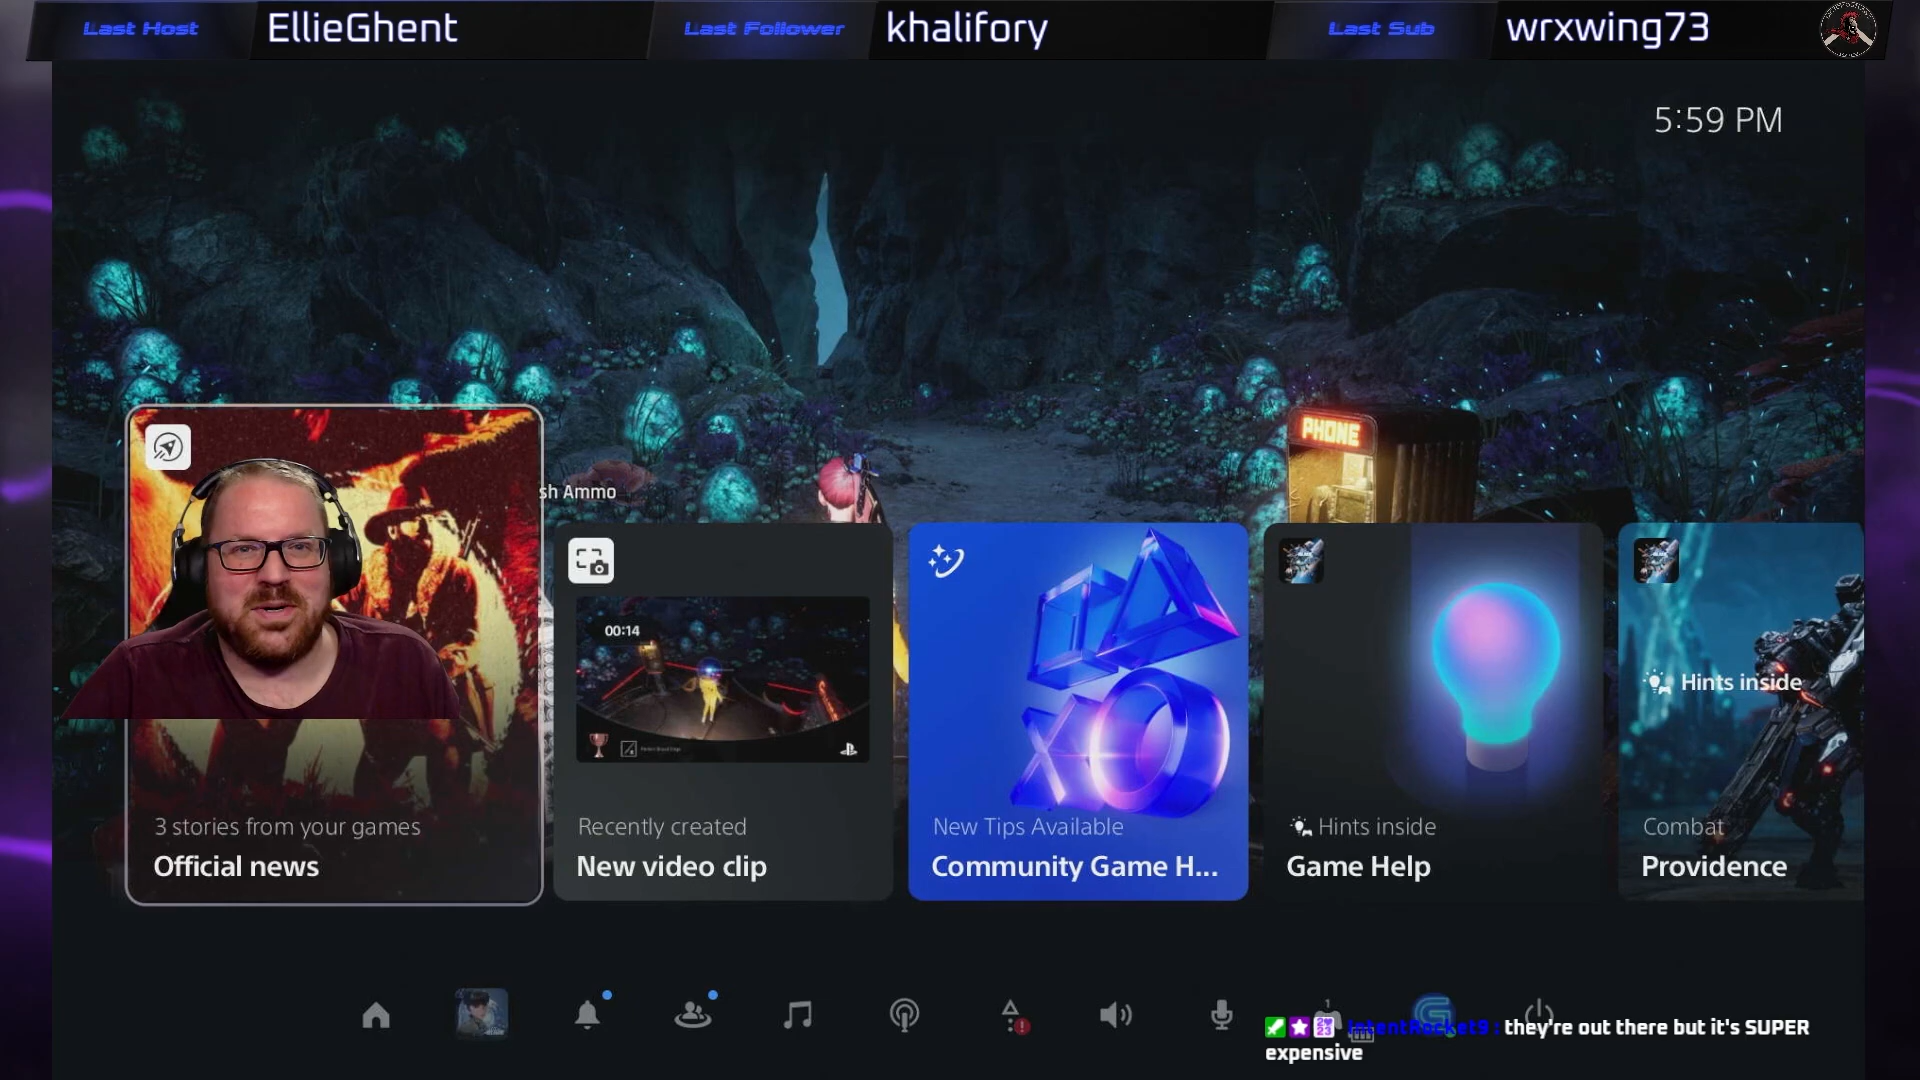 Last Host
EllieGhent
Last Follower
khalifory
Last Sub
wrxwing73
5:59 PM
PHONE
sh Ammo
00:14
Hints inside
3 stories from your games
Official news
Recently created
New video clip
New Tips Available
Community Game H...
Hints inside
Game Help
Combat
Providence
1
IntentRocket9 : they're out there but it's SUPER
expensive